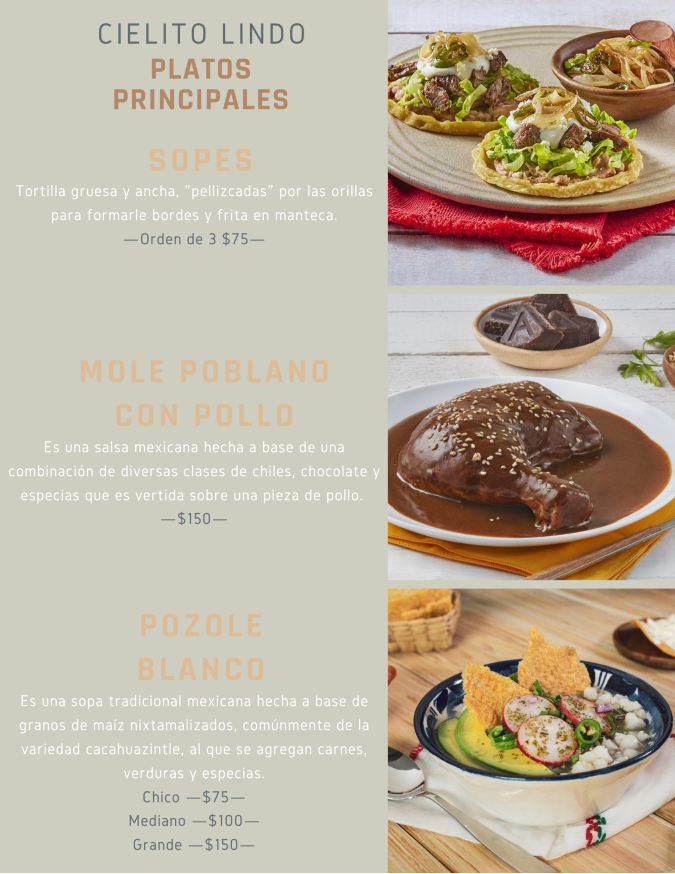 CIELITO LINDO
PLATOS
PRINCIPALES
SOPES
Tortilla gruesa y ancha, "pellizcadas" por las orillas
para formarle bordes y frita en manteca.
—Orden de 3 $75—
MOLE POBLANO
CON POLLO
Es una salsa mexicana hecha a base de una
combinación de diversas clases de chiles, chocolate y
especias que es vertida sobre una pieza de pollo.
—$150—
POZOLE
BLANCO
Es una sopa tradicional mexicana hecha a base de
granos de maíz nixtamalizados, comúnmente de la
variedad cacahuazintle, al que se agregan carnes,
verduras y especias.
Chico —$75—
Mediano —$100—
Grande —$150—